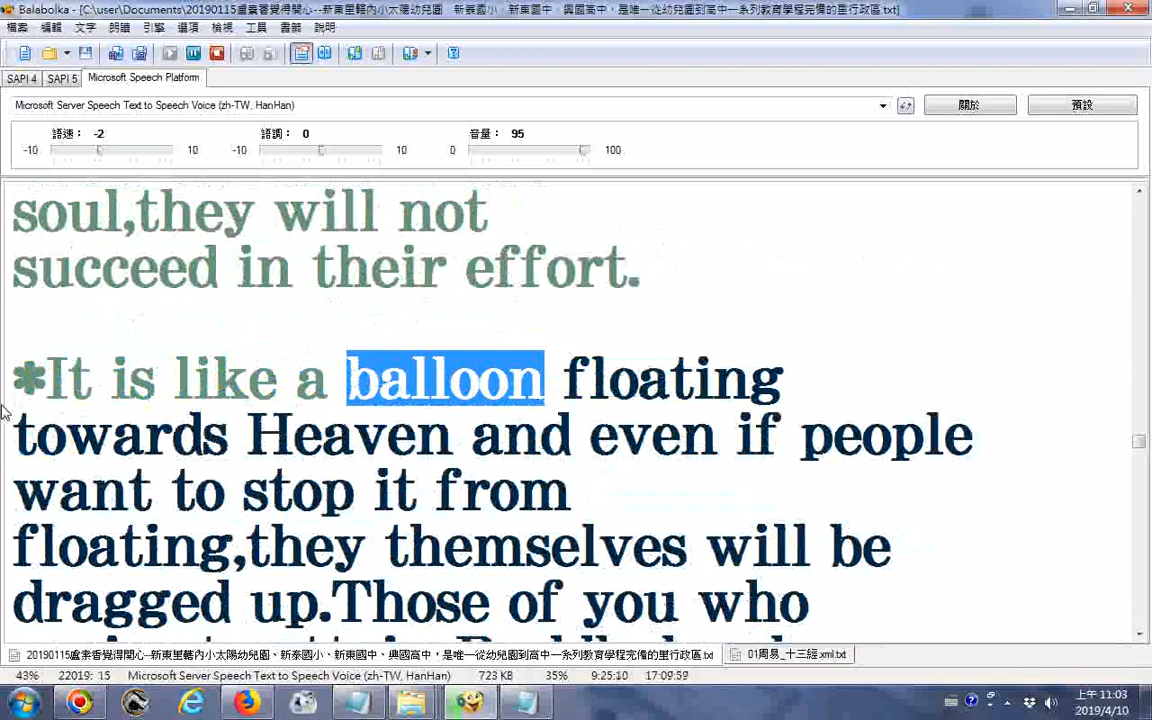 Balabolka - [C:\user\Documents\20190115盧素香覺得開心--新東里轄內小太陽幼兒園、新泰國小、新東國中、興國高中，是唯一從幼兒園到高中一系列教育學程完備的里行政區.txt]
檔案 編輯 文字 朗讀 引擎 選項 檢視 工具 書籤 說明
SAPI 4 SAPI 5 Microsoft Speech Platform
Microsoft Server Speech Text to Speech Voice (zh-TW, HanHan) 關於 預設
語速： -2 語調： 0 音量： 95
-10 10 -10 10 0 100
soul,they will not
succeed in their effort.
*It is like a balloon floating
towards Heaven and even if people
want to stop it from
floating,they themselves will be
dragged up.Those of you who
20190115盧素香覺得開心--新東里轄內小太陽幼兒園、新泰國小、新東國中、興國高中，是唯一從幼兒園到高中一系列教育學程完備的里行政區.txt 01周易_十三經.xml.txt
43% 22019: 15 Microsoft Server Speech Text to Speech Voice (zh-TW, HanHan) 723 KB 35% 9:25:10 17:09:59
上午 11:03
2019/4/10